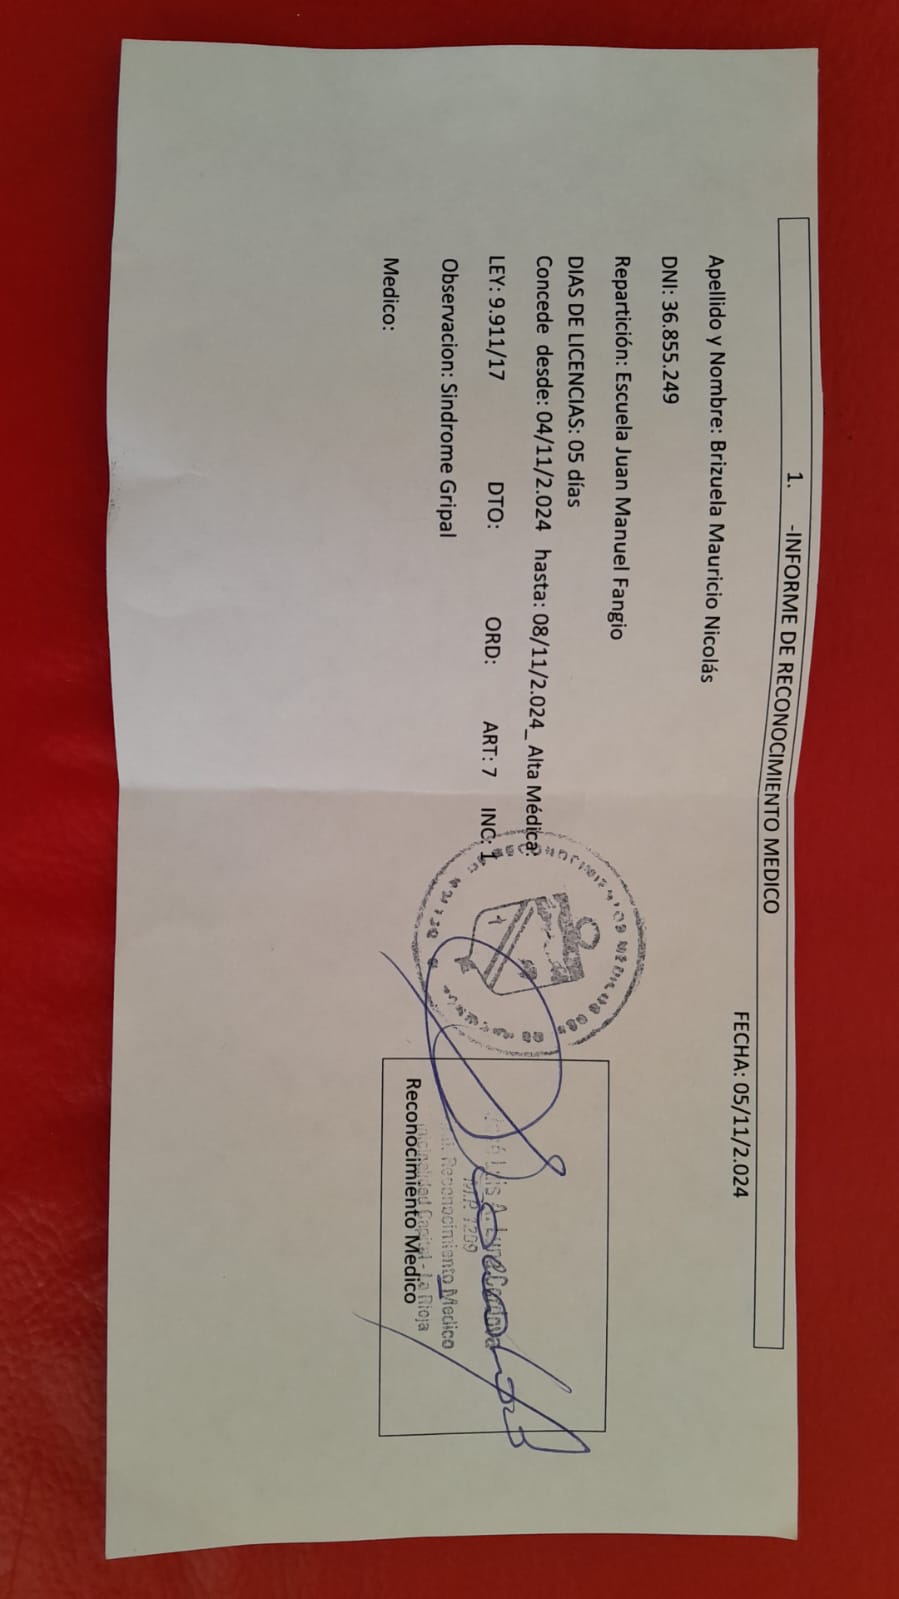 1. -INFORME DE RECONOCIMIENTO MEDICO
FECHA: 05/11/2.024
Apellido y Nombre: Brizuela Mauricio Nicolás
DNI: 36.855.249
Repartición: Escuela Juan Manuel Fangio
DIAS DE LICENCIAS: 05 días
Concede desde: 04/11/2.024 hasta: 08/11/2.024_ Alta Médica:
LEY: 9.911/17 DTO: ORD: ART: 7 INC: 1
Observacion: Sindrome Gripal
Medico:
Luis A.
M.P. 1209
Reconocimiento Medico
Capital - La Rioja
Reconocimiento Medico